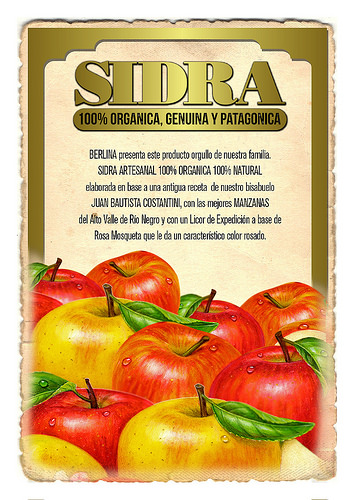 SIDRA
100% ORGANICA, GENUINA Y PATAGONICA
BERLINA presenta este producto orgullo de nuestra familia.
SIDRA ARTESANAL 100% ORGANICA 100% NATURAL
elaborada en base a una antigua receta de nuestro bisabuelo
JUAN BAUTISTA COSTANTINI, con las mejores MANZANAS
del Alto Valle de Río Negro y con un Licor de Expedición a base de
Rosa Mosqueta que le da un característico color rosado.